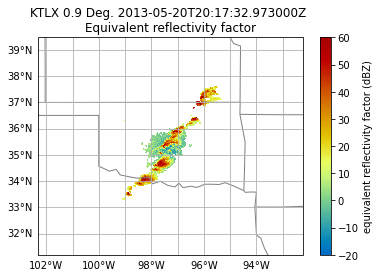 KTLX 0.9 Deg. 2013-05-20T20:17:32.973000Z
Equivalent reflectivity factor
39°N
38°N
37°N
36°N
35°N
34°N
33°N
32°N
102°W 100°W 98°W 96°W 94°W
60
50
40
30
20
10
0
−10
−20
equivalent reflectivity factor (dBZ)